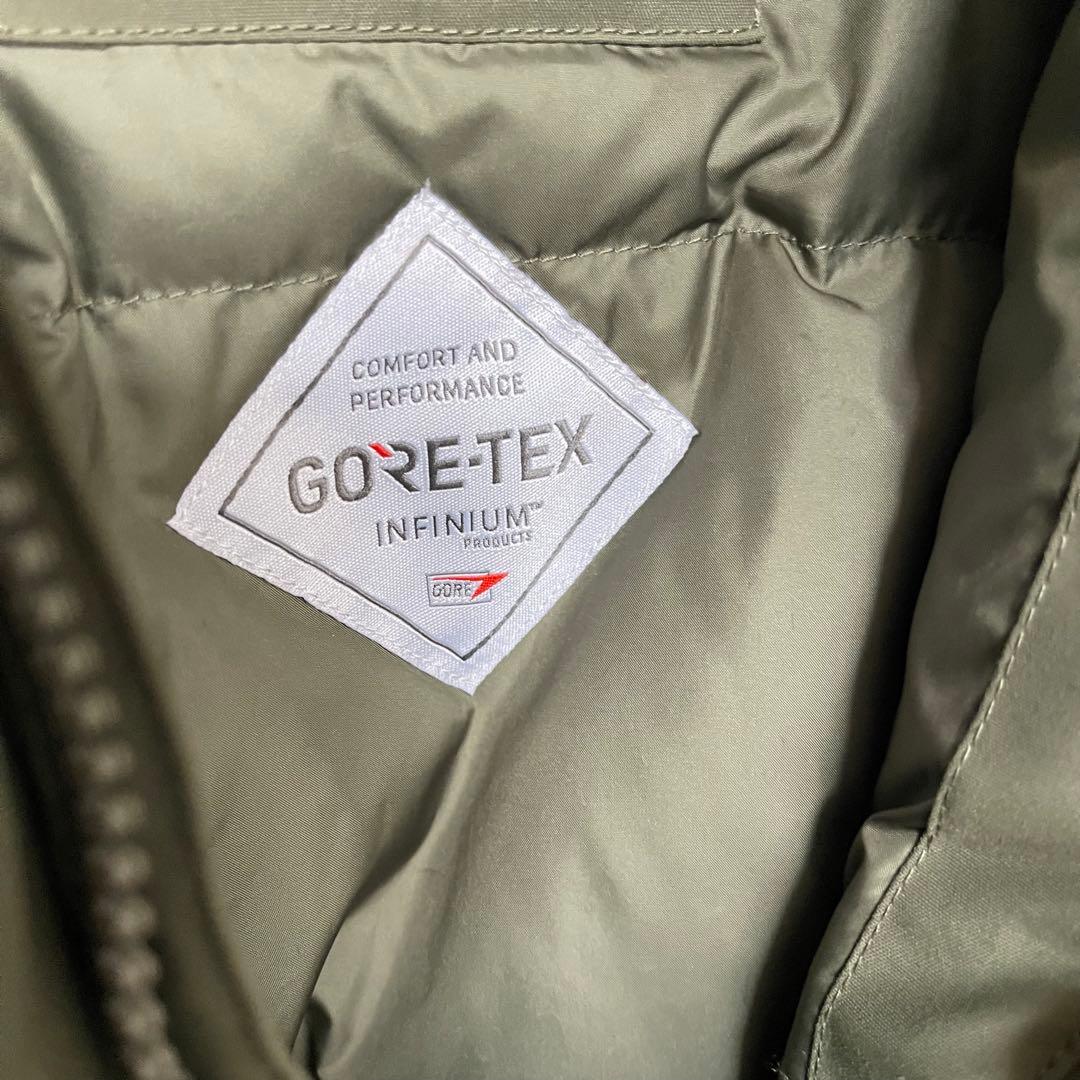 COMFORT AND
PERFORMANCE
GORE-TEX
INFINIUM™
PRODUCTS
GORE